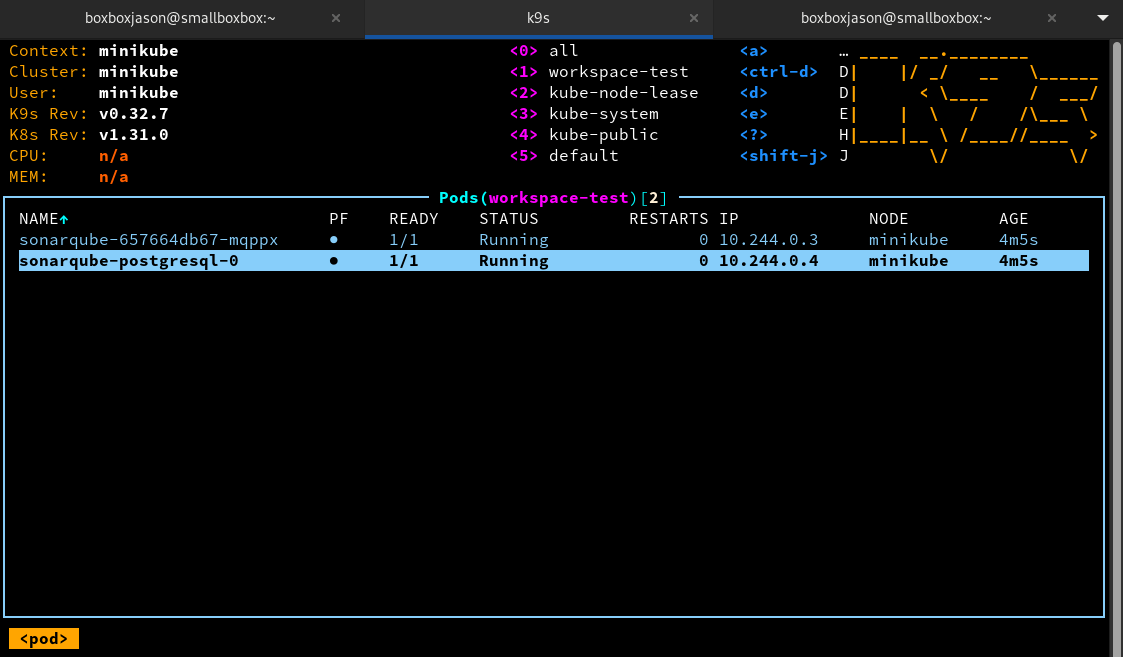 boxboxjason@smallboxbox:~ × k9s × boxboxjason@smallboxbox:~ ×
Context: minikube <0> all <a> …
Cluster: minikube <1> workspace-test <ctrl-d> D
User: minikube <2> kube-node-lease <d> D
K9s Rev: v0.32.7 <3> kube-system <e> E
K8s Rev: v1.31.0 <4> kube-public <?> H
CPU: n/a <5> default <shift-j> J
MEM: n/a
Pods(workspace-test)[2]
NAME↑ PF READY STATUS RESTARTS IP NODE AGE
sonarqube-657664db67-mqppx ● 1/1 Running 0 10.244.0.3 minikube 4m5s
sonarqube-postgresql-0 ● 1/1 Running 0 10.244.0.4 minikube 4m5s
<pod>